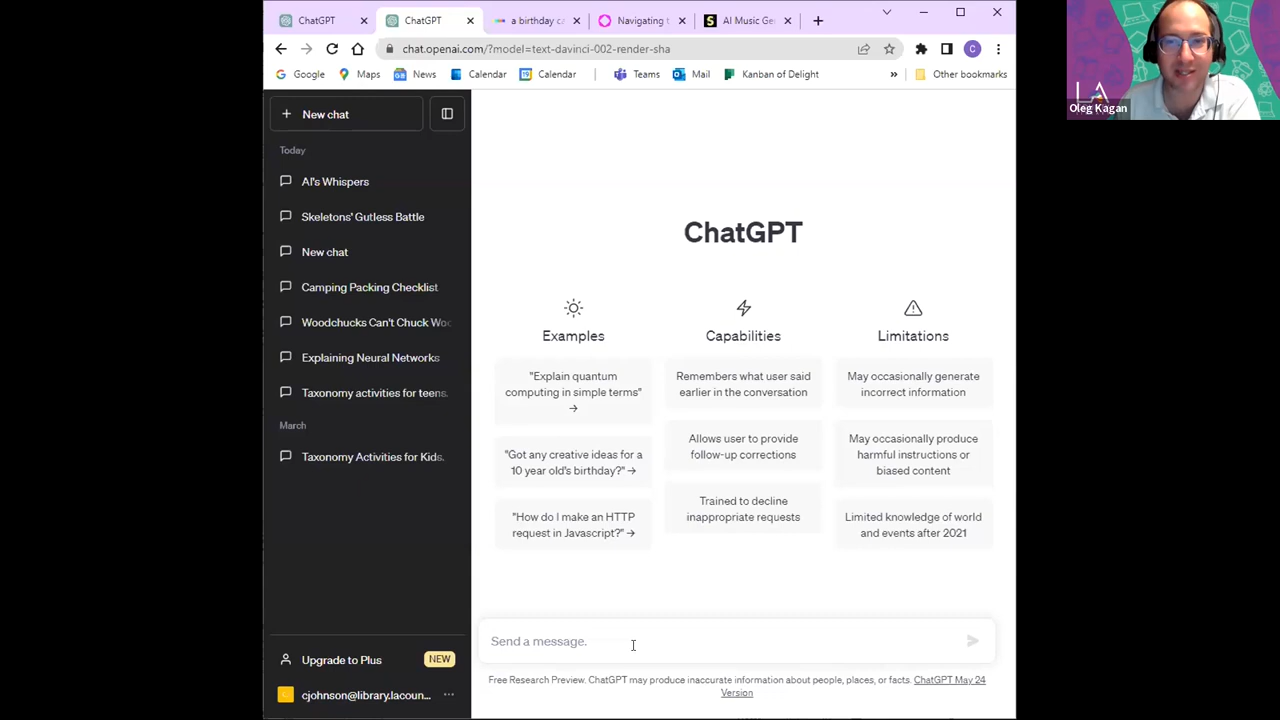 ChatGPT
ChatGPT
a birthday ca
Navigating t
AI Music Ge
chat.openai.com/?model=text-davinci-002-render-sha
C
Google
Maps
News
Calendar
Calendar
Teams
Mail
Kanban of Delight
»
Other bookmarks
LA
Oleg Kagan
New chat
Today
AI's Whispers
Skeletons' Gutless Battle
New chat
Camping Packing Checklist
Woodchucks Can't Chuck Woo
Explaining Neural Networks
Taxonomy activities for teens.
March
Taxonomy Activities for Kids.
Upgrade to Plus
NEW
cjohnson@library.lacoun...
ChatGPT
Examples
"Explain quantum
computing in simple terms"
→
"Got any creative ideas for a
10 year old's birthday?" →
"How do I make an HTTP
request in Javascript?" →
Capabilities
Remembers what user said
earlier in the conversation
Allows user to provide
follow-up corrections
Trained to decline
inappropriate requests
Limitations
May occasionally generate
incorrect information
May occasionally produce
harmful instructions or
biased content
Limited knowledge of world
and events after 2021
Send a message.
Free Research Preview. ChatGPT may produce inaccurate information about people, places, or facts. ChatGPT May 24
Version